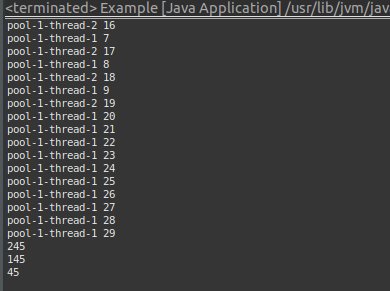 <terminated> Example [Java Application] /usr/lib/jvm/jav
pool-1-thread-2 16
pool-1-thread-1 7
pool-1-thread-2 17
pool-1-thread-1 8
pool-1-thread-2 18
pool-1-thread-1 9
pool-1-thread-2 19
pool-1-thread-1 20
pool-1-thread-1 21
pool-1-thread-1 22
pool-1-thread-1 23
pool-1-thread-1 24
pool-1-thread-1 25
pool-1-thread-1 26
pool-1-thread-1 27
pool-1-thread-1 28
pool-1-thread-1 29
245
145
45